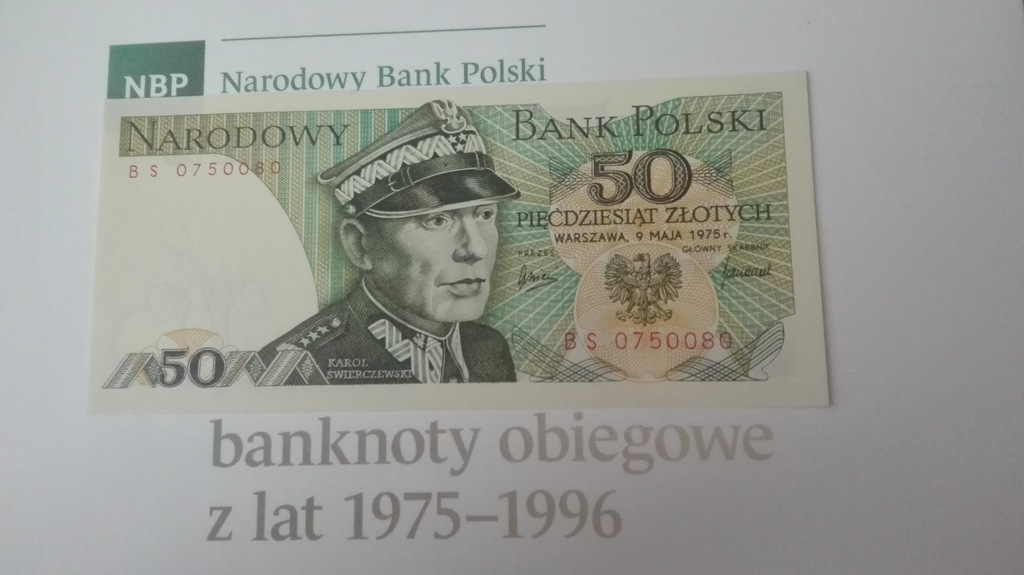 NBP Narodowy Bank Polski
NARODOWY BANK POLSKI
BS 0750080
50
PIĘĆDZIESIĄT ZŁOTYCH
WARSZAWA, 9 MAJA 1975 r.
PREZES GŁÓWNY SKARBNIK
BS 0750080
50
KAROL
ŚWIERCZEWSKI
banknoty obiegowe
z lat 1975–1996